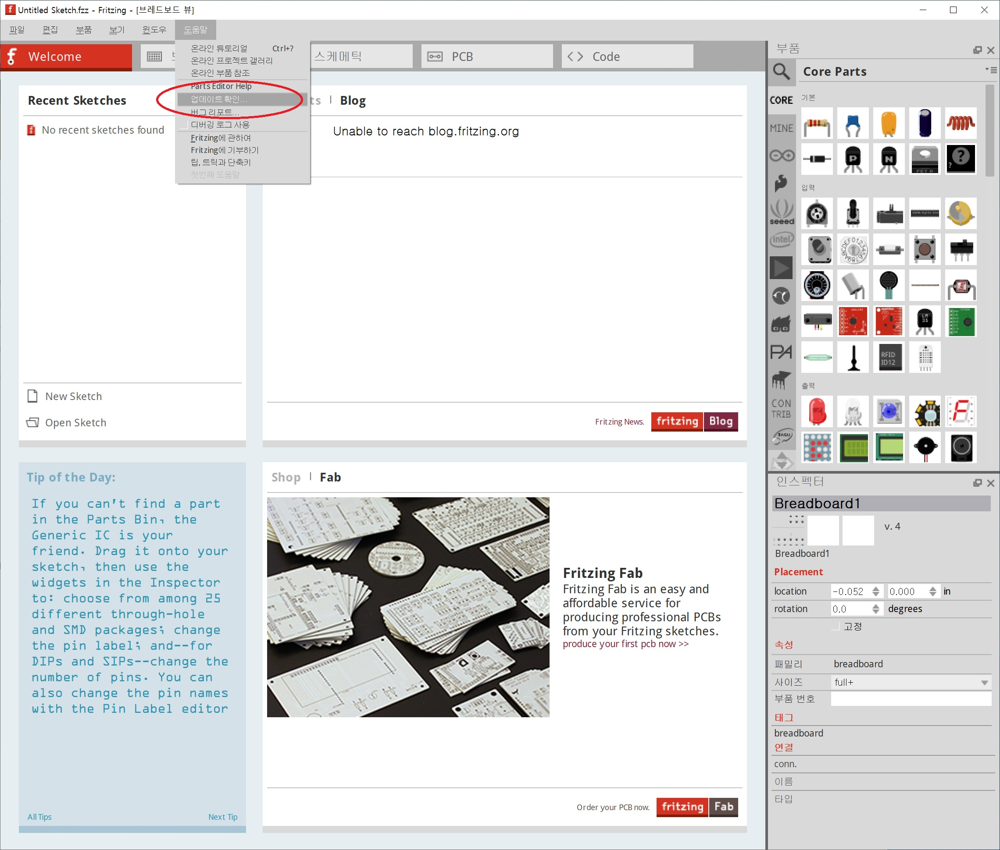 Untitled Sketch.fzz - Fritzing - [브레드보드 뷰]
파일 편집 부품 보기 윈도우 도움말
Welcome
스케메틱
PCB
Code
온라인 튜토리얼 Ctrl+?
온라인 프로젝트 갤러리
온라인 부품 참조
Parts Editor Help
업데이트 확인...
버그 리포트...
디버깅 로그 사용
Fritzing에 관하여
Fritzing에 기부하기
팁, 트릭과 단축키
첫번째 도움말
Recent Sketches
No recent sketches found
New Sketch
Open Sketch
ts | Blog
Unable to reach blog.fritzing.org
Fritzing News. fritzing Blog
Tip of the Day:
If you can't find a part
in the Parts Bin, the
Generic IC is your
friend. Drag it onto your
sketch, then use the
widgets in the Inspector
to: choose from among 25
different through-hole
and SMD packages; change
the pin label; and--for
DIPs and SIPs--change the
number of pins. You can
also change the pin names
with the Pin Label editor
All Tips Next Tip
Shop | Fab
Fritzing Fab
Fritzing Fab is an easy and
affordable service for
producing professional PCBs
from your Fritzing sketches.
produce your first pcb now >>
Order your PCB now. fritzing Fab
부품
Core Parts
CORE
MINE
seeed
intel
PA
CON
TRIB
기본
P
N
FET P
?
?
입력
LM
35
RFID
ID12
출력
인스펙터
Breadboard1
v. 4
Breadboard1
Placement
location -0.052 0.000 in
rotation 0.0 degrees
고정
속성
패밀리 breadboard
사이즈 full+
부품 번호
태그
breadboard
연결
conn.
이름
타입